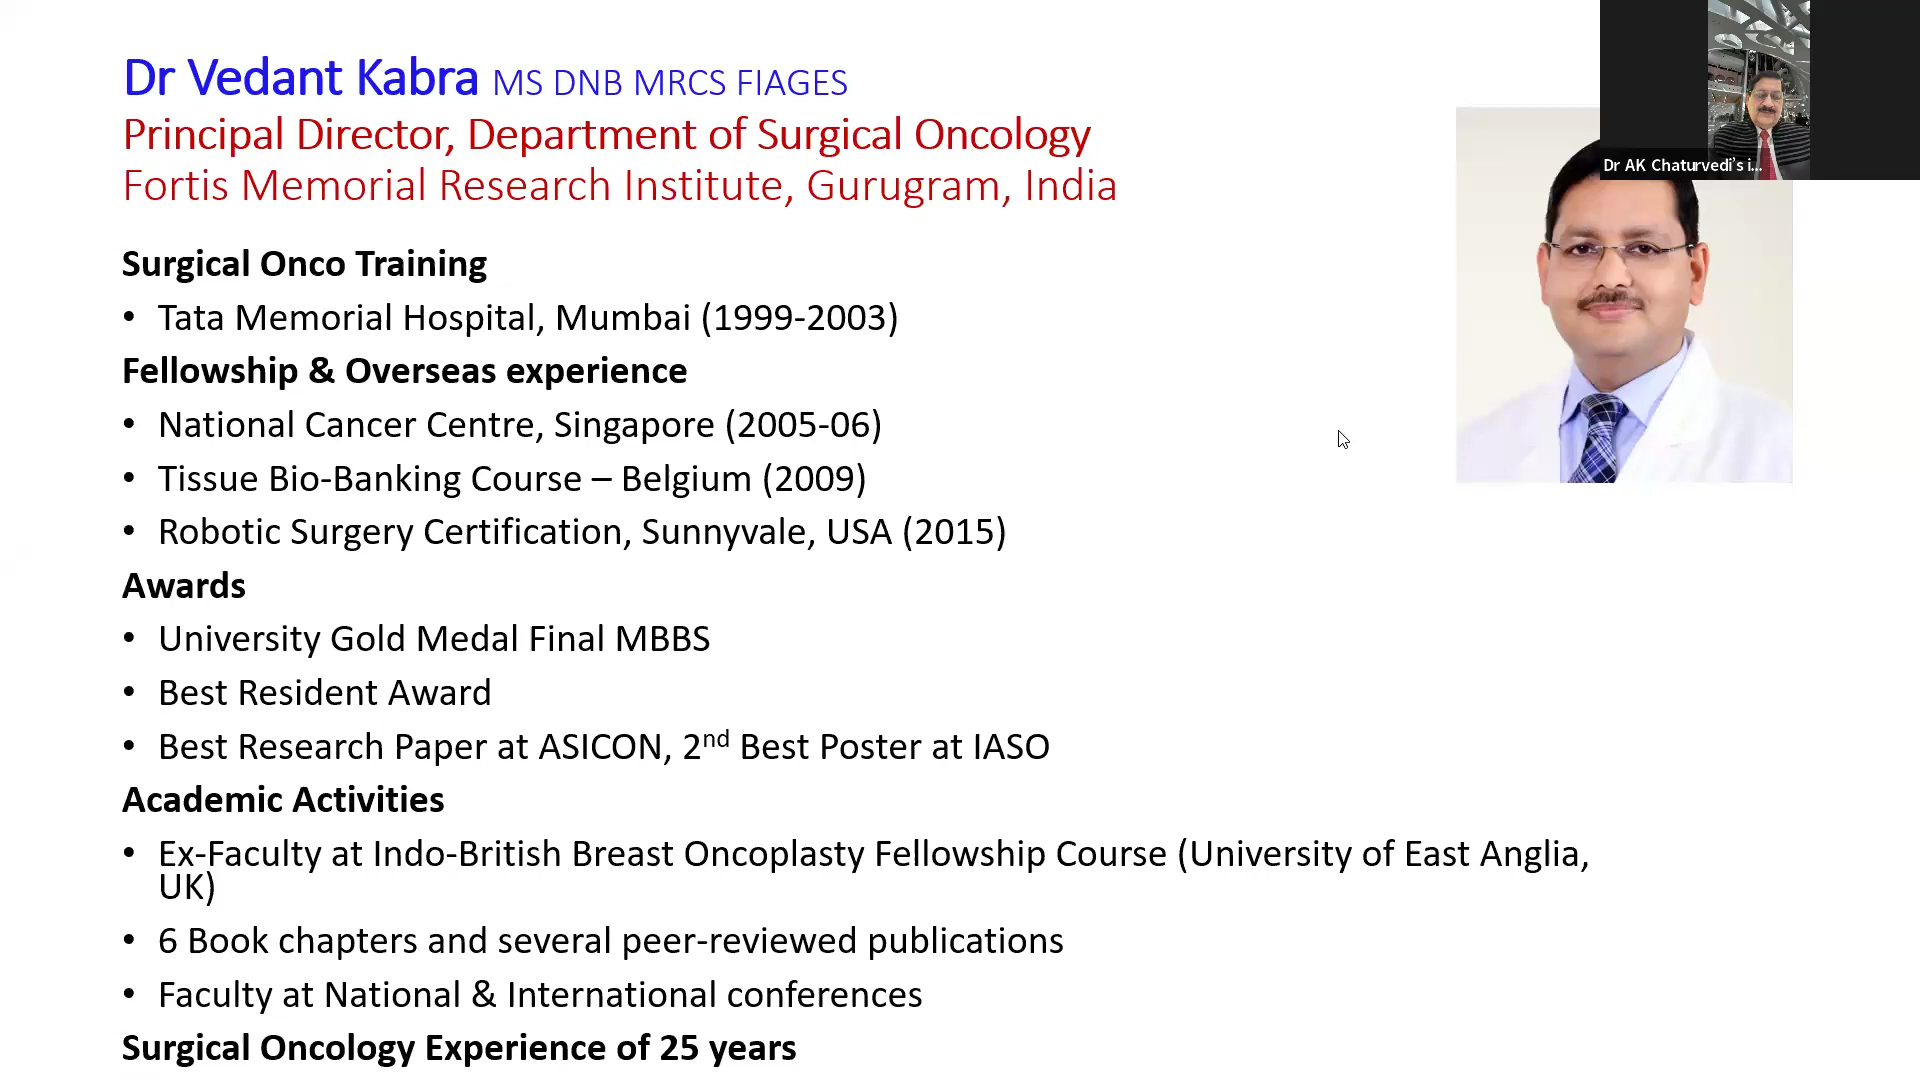 Dr Vedant Kabra MS DNB MRCS FIAGES
Principal Director, Department of Surgical Oncology
Fortis Memorial Research Institute, Gurugram, India
Dr AK Chaturvedi's i...
Surgical Onco Training
• Tata Memorial Hospital, Mumbai (1999-2003)
Fellowship & Overseas experience
• National Cancer Centre, Singapore (2005-06)
• Tissue Bio-Banking Course – Belgium (2009)
• Robotic Surgery Certification, Sunnyvale, USA (2015)
Awards
• University Gold Medal Final MBBS
• Best Resident Award
• Best Research Paper at ASICON, 2nd Best Poster at IASO
Academic Activities
• Ex-Faculty at Indo-British Breast Oncoplasty Fellowship Course (University of East Anglia,
UK)
• 6 Book chapters and several peer-reviewed publications
• Faculty at National & International conferences
Surgical Oncology Experience of 25 years